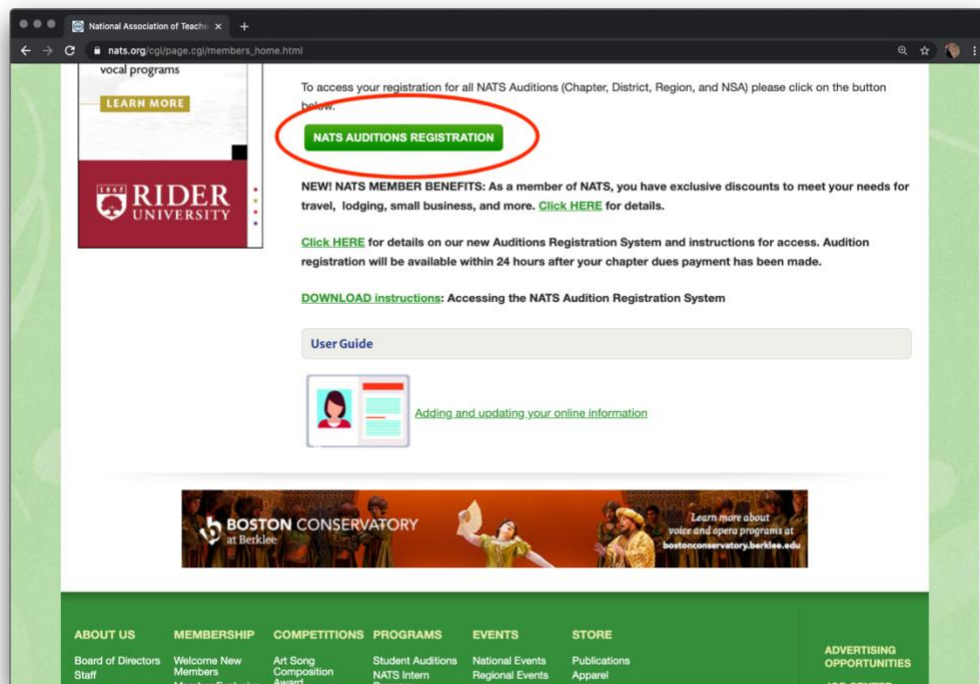 National Association of Teache
nats.org/cgi/page.cgi/members_home.html
vocal programs
LEARN MORE
1865
RIDER
UNIVERSITY
To access your registration for all NATS Auditions (Chapter, District, Region, and NSA) please click on the button
below.
NATS AUDITIONS REGISTRATION
NEW! NATS MEMBER BENEFITS: As a member of NATS, you have exclusive discounts to meet your needs for
travel, lodging, small business, and more. Click HERE for details.
Click HERE for details on our new Auditions Registration System and instructions for access. Audition
registration will be available within 24 hours after your chapter dues payment has been made.
DOWNLOAD instructions: Accessing the NATS Audition Registration System
User Guide
Adding and updating your online information
BOSTON CONSERVATORY
at Berklee
Learn more about
voice and opera programs at
bostonconservatory.berklee.edu
ABOUT US
Board of Directors
Staff
MEMBERSHIP
Welcome New
Members
COMPETITIONS
Art Song
Composition
Award
PROGRAMS
Student Auditions
NATS Intern
EVENTS
National Events
Regional Events
STORE
Publications
Apparel
ADVERTISING
OPPORTUNITIES
JOB CENTER